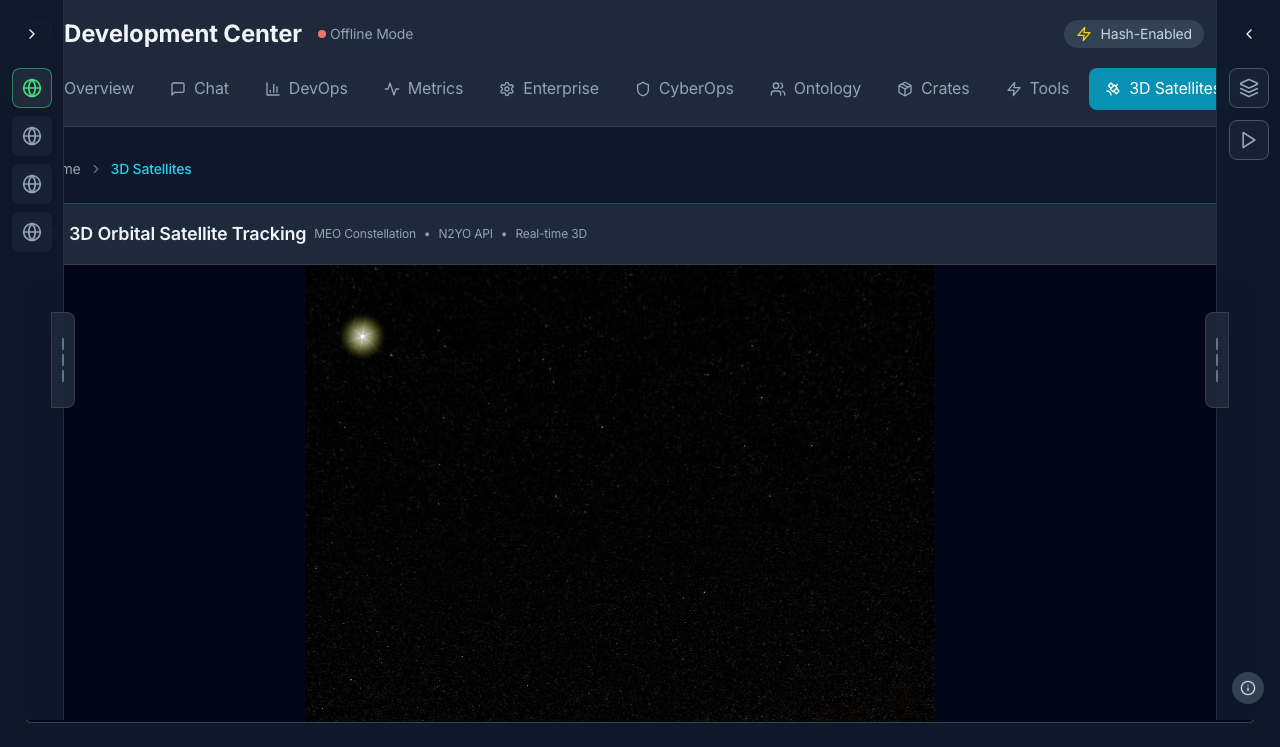 Development Center
Offline Mode
Hash-Enabled
Overview Chat DevOps Metrics Enterprise CyberOps Ontology Crates Tools 3D Satellites
me > 3D Satellites
3D Orbital Satellite Tracking MEO Constellation • N2YO API • Real-time 3D